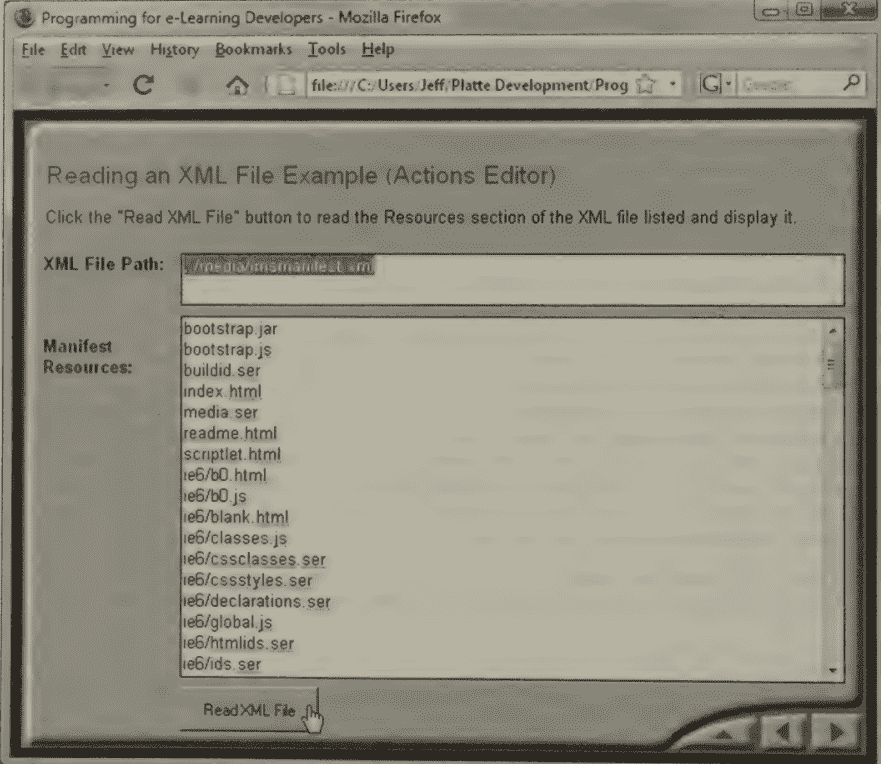 Programming for e-Learning Developers - Mozilla Firefox
File Edit View History Bookmarks Tools Help
file:///C:/Users/Jeff/Platte Development/Prog
G
Reading an XML File Example (Actions Editor)
Click the "Read XML File" button to read the Resources section of the XML file listed and display it.
XML File Path:
Manifest
Resources:
bootstrap.jar
bootstrap.js
buildid.ser
index.html
media.ser
readme.html
scriptlet.html
ie6/b0.html
ie6/b0.js
ie6/blank.html
ie6/classes.js
ie6/cssclasses.ser
ie6/cssstyles.ser
ie6/declarations.ser
ie6/global.js
ie6/htmlids.ser
ie6/ids.ser
Read XML File